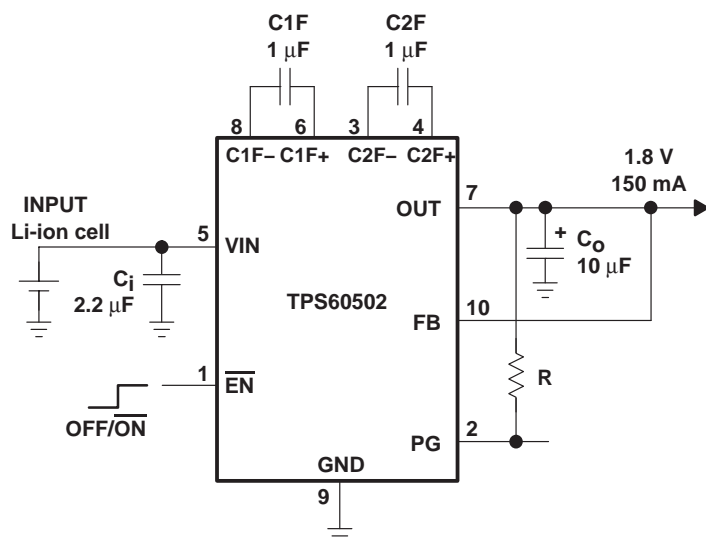 C1F
1 μF
C2F
1 μF
8 6 3 4
C1F− C1F+ C2F− C2F+
1.8 V
150 mA
7
OUT
INPUT
Li-ion cell
5
VIN
Ci
2.2 μF
+ Co
10 μF
TPS60502
FB
10
1
EN
OFF/ON
R
PG
2
GND
9